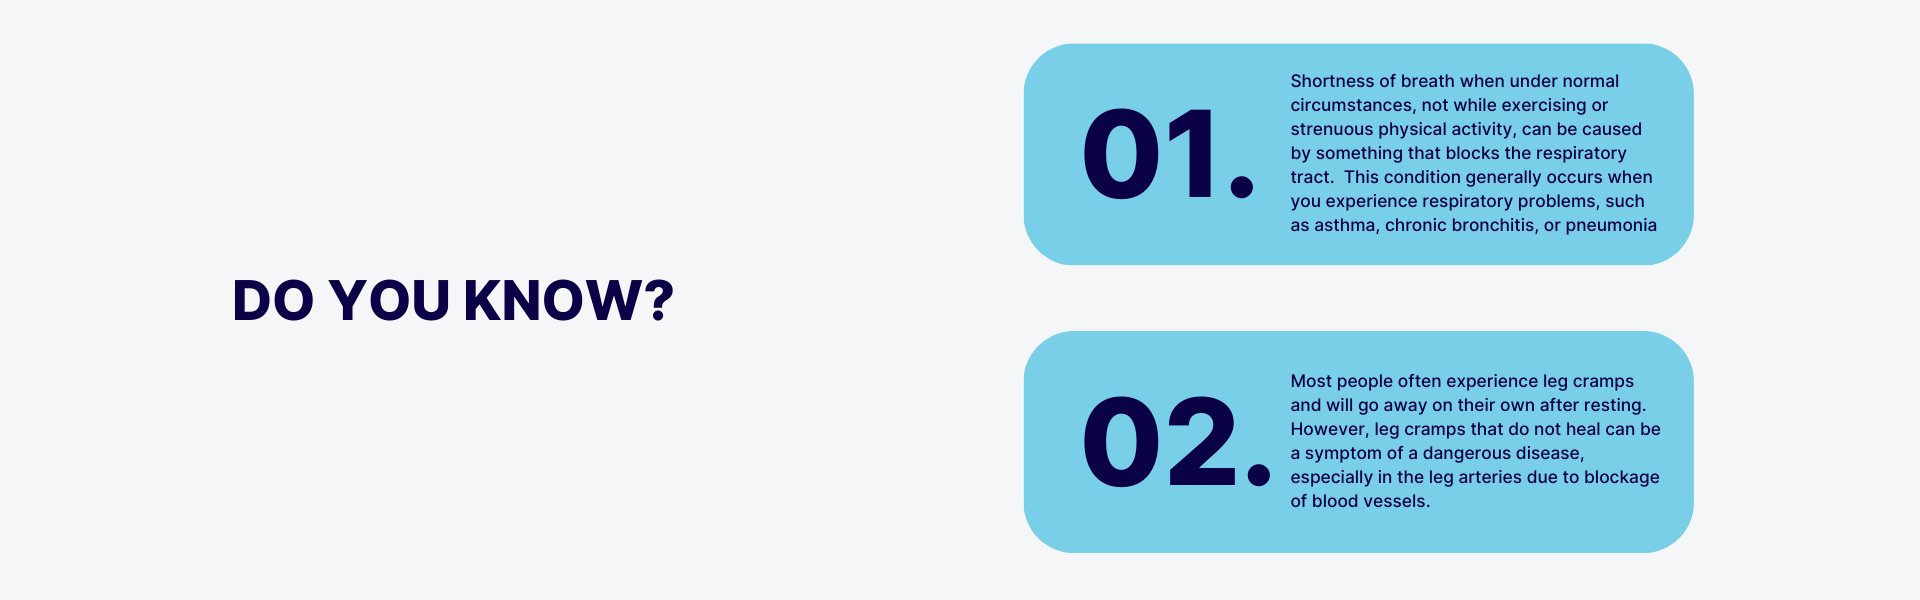 DO YOU KNOW?
01.
Shortness of breath when under normal
circumstances, not while exercising or
strenuous physical activity, can be caused
by something that blocks the respiratory
tract.  This condition generally occurs when
you experience respiratory problems, such
as asthma, chronic bronchitis, or pneumonia
02.
Most people often experience leg cramps
and will go away on their own after resting.
However, leg cramps that do not heal can be
a symptom of a dangerous disease,
especially in the leg arteries due to blockage
of blood vessels.